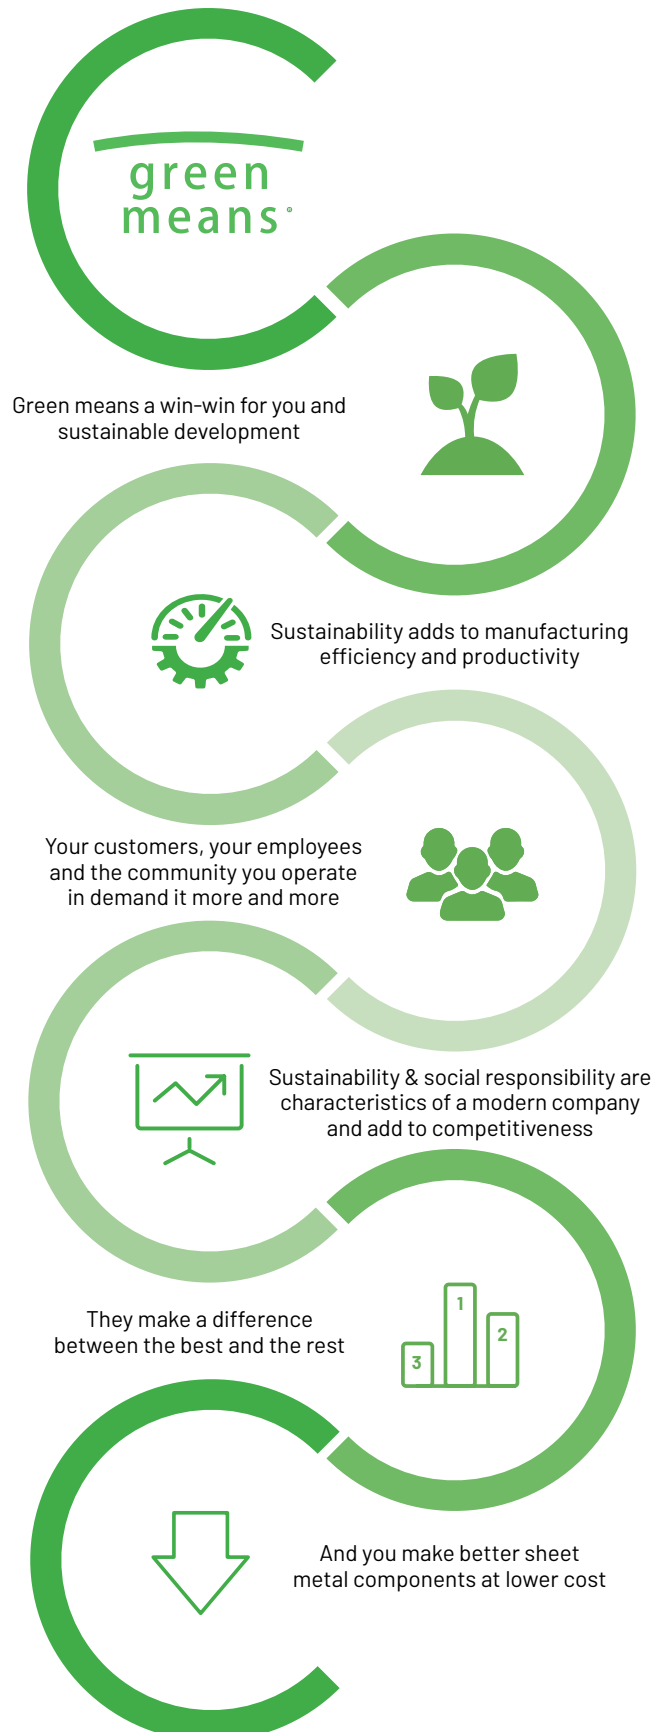 green
means®
Green means a win-win for you and
sustainable development
Sustainability adds to manufacturing
efficiency and productivity
Your customers, your employees
and the community you operate
in demand it more and more
Sustainability & social responsibility are
characteristics of a modern company
and add to competitiveness
They make a difference
between the best and the rest
1
2
3
And you make better sheet
metal components at lower cost